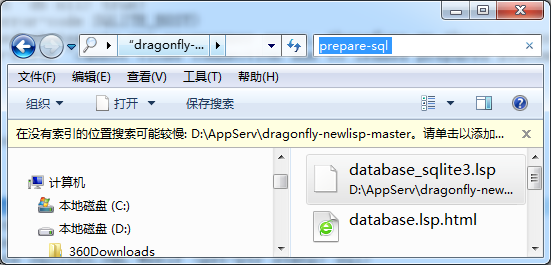 "dragonfly-...
prepare-sql
文件(F) 编辑(E) 查看(V) 工具(T) 帮助(H)
组织 打开 保存搜索
在没有索引的位置搜索可能较慢: D:\AppServ\dragonfly-newlisp-master。请单击以添加...
计算机
本地磁盘 (C:)
本地磁盘 (D:)
360Downloads
database_sqlite3.lsp
D:\AppServ\dragonfly-new...
database.lsp.html